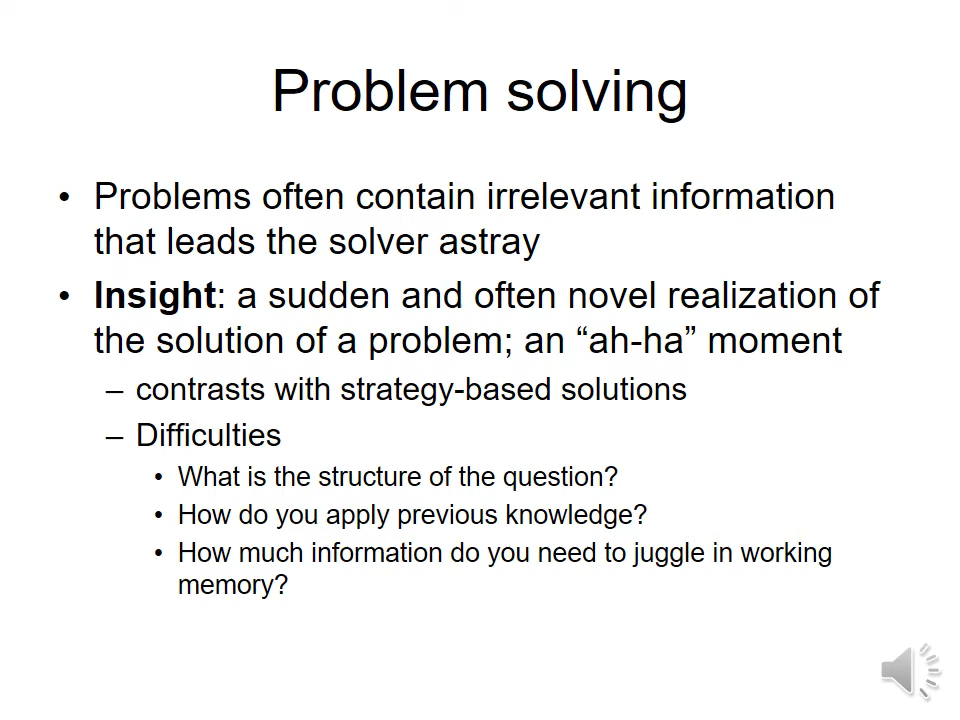 Problem solving
• Problems often contain irrelevant information
that leads the solver astray
• Insight: a sudden and often novel realization of
the solution of a problem; an “ah-ha” moment
– contrasts with strategy-based solutions
– Difficulties
• What is the structure of the question?
• How do you apply previous knowledge?
• How much information do you need to juggle in working
memory?